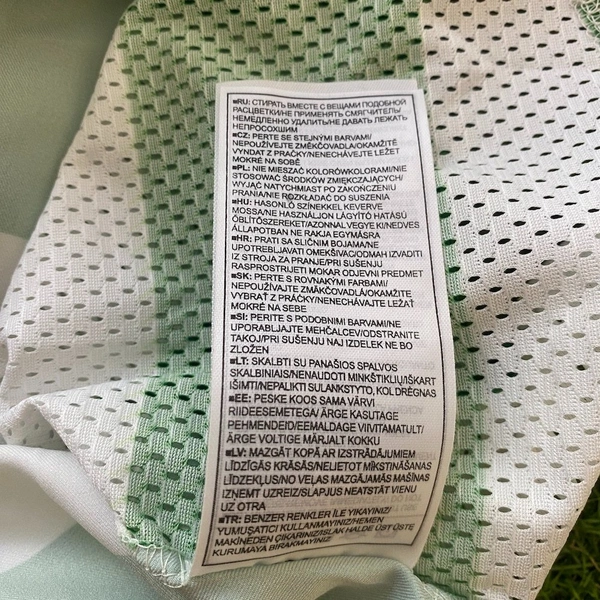 ■RU: СТИРАТЬ ВМЕСТЕ С ВЕЩАМИ ПОДОБНОЙ
РАСЦВЕТКИ/НЕ ПРИМЕНЯТЬ СМЯГЧИТЕЛЬ/
НЕМЕДЛЕННО УДАЛИТЬ/НЕ ДАВАТЬ ЛЕЖАТЬ
НЕПРОСОХШИМ
■CZ: PERTE SE STEJNÝMI BARVAMI/
NEPOUŽÍVEJTE ZMĚKČOVADLA/OKAMŽITĚ
VYNDAT Z PRAČKY/NENECHÁVEJTE LEŽET
MOKRÉ NA SOBĚ
■PL: NIE MIESZAĆ KOLORÓWKOLORAMI/NIE
STOSOWAĆ ŚRODKÓW ZMIĘKCZAJĄCYCH/
WYJĄĆ NATYCHMIAST PO ZAKOŃCZENIU
PRANIA/NIE ROZKŁADAĆ DO SUSZENIA
■HU: HASONLÓ SZÍNEKKEL KEVERVE
MOSSA/NE HASZNÁLJON LÁGYÍTÓ HATÁSÚ
ÖBLÍTŐSZEREKET/AZONNAL VEGYE KI/NEDVES
ÁLLAPOTBAN NE RAKJA EGYMÁSRA
■HR: PRATI SA SLIČNIM BOJAMA/NE
UPOTREBLJAVATI OMEKŠIVAC/ODMAH IZVADITI
IZ STROJA ZA PRANJE/PRI SUŠENJU
RASPROSTRIJETI MOKAR ODJEVNI PREDMET
■SK: PERTE S ROVNAKÝMI FARBAMI/
NEPOUŽÍVEJTE ZMÄKČOVADLÁ/OKAMŽITE
VYBRAŤ Z PRÁČKY/NENECHÁVEJTE LEŽAŤ
MOKRÉ NA SEBE
■SI: PERITE S PODOBNIMI BARVAMI/NE
UPORABLJAJTE MEHČALCEV/ODSTRANITE
TAKOJ/PRI SUŠENJU NAJ IZDELEK NE BO
ZLOŽEN
■LT: SKALBTI SU PANAŠIOS SPALVOS
SKALBINIAIS/NENAUDOTI MINKŠTIKLIŲ/IŠKART
IŠIMTI/NEPALIKTI SULANKSTYTO, KOL DRĖGNAS
■EE: PESKE KOOS SAMA VÄRVI
RIIDEESEMETEGA/ ÄRGE KASUTAGE
PEHMENDEID/EEMALDAGE VIIVITAMATULT/
ÄRGE VOLTIGE MÄRJALT KOKKU
■LV: MAZGĀT KOPĀ AR IZSTRĀDĀJUMIEM
LĪDZĪGĀS KRĀSĀS/NELIETOT MĪKSTINĀŠANAS
LĪDZEKĻUS/NO VEĻAS MAZGĀJAMĀS MAŠĪNAS
IZŅEMT UZREIZ/SLAPJUS NEATSTĀT VIENU
UZ OTRA
■TR: BENZER RENKLER İLE YIKAYINIZ/
YUMUŞATICI KULLANMAYINIZ/HEMEN
MAKİNEDEN ÇIKARINIZ/ISLAK HALDE ÜST ÜSTE
KURUMAYA BIRAKMAYINIZ